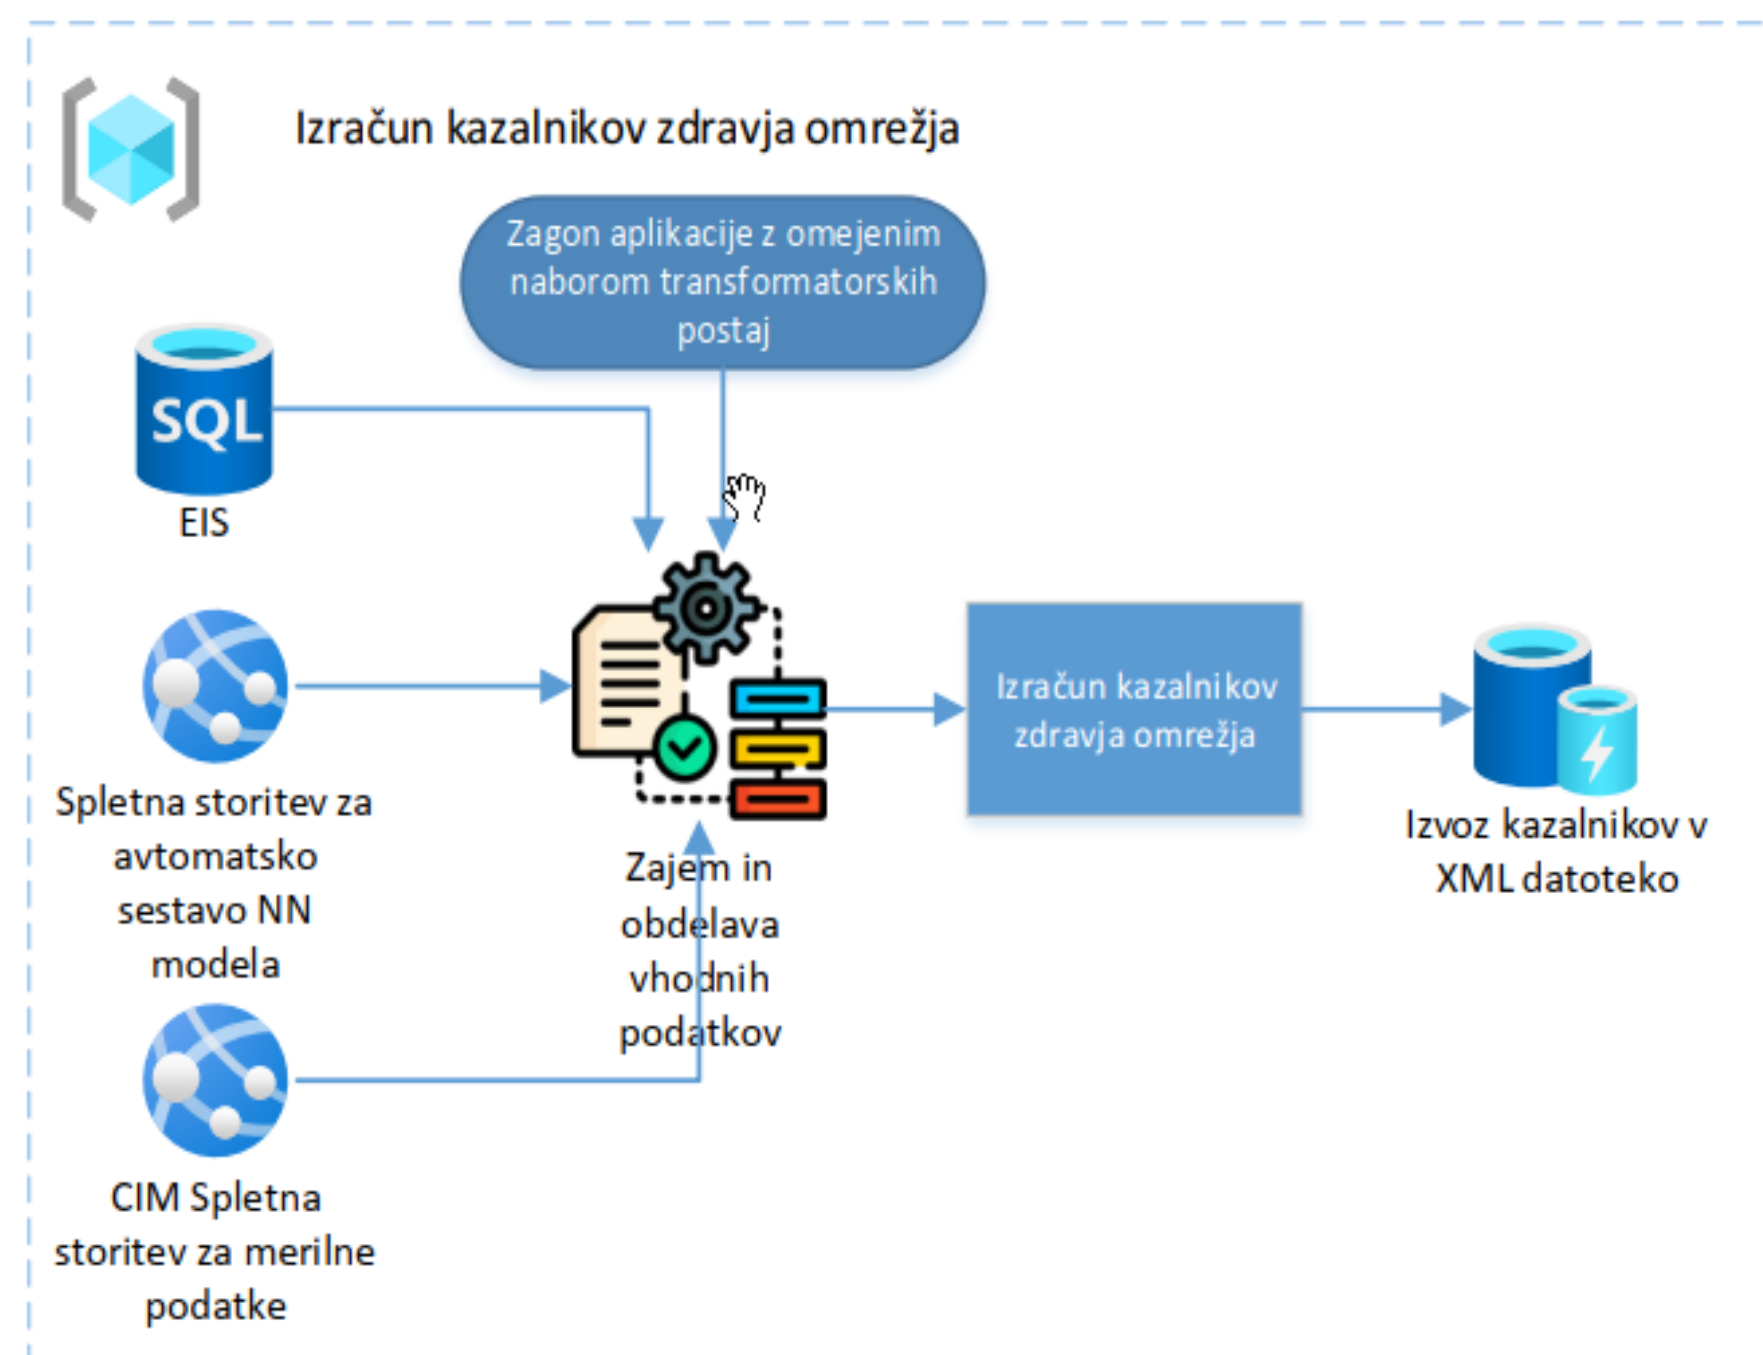 Izračun kazalnikov zdravja omrežja
Zagon aplikacije z omejenim
naborom transformatorskih
postaj
SQL
EIS
Spletna storitev za
avtomatsko
sestavo NN
modela
Zajem in
obdelava
vhodnih
podatkov
Izračun kazalnikov
zdravja omrežja
Izvoz kazalnikov v
XML datoteko
CIM Spletna
storitev za merilne
podatke